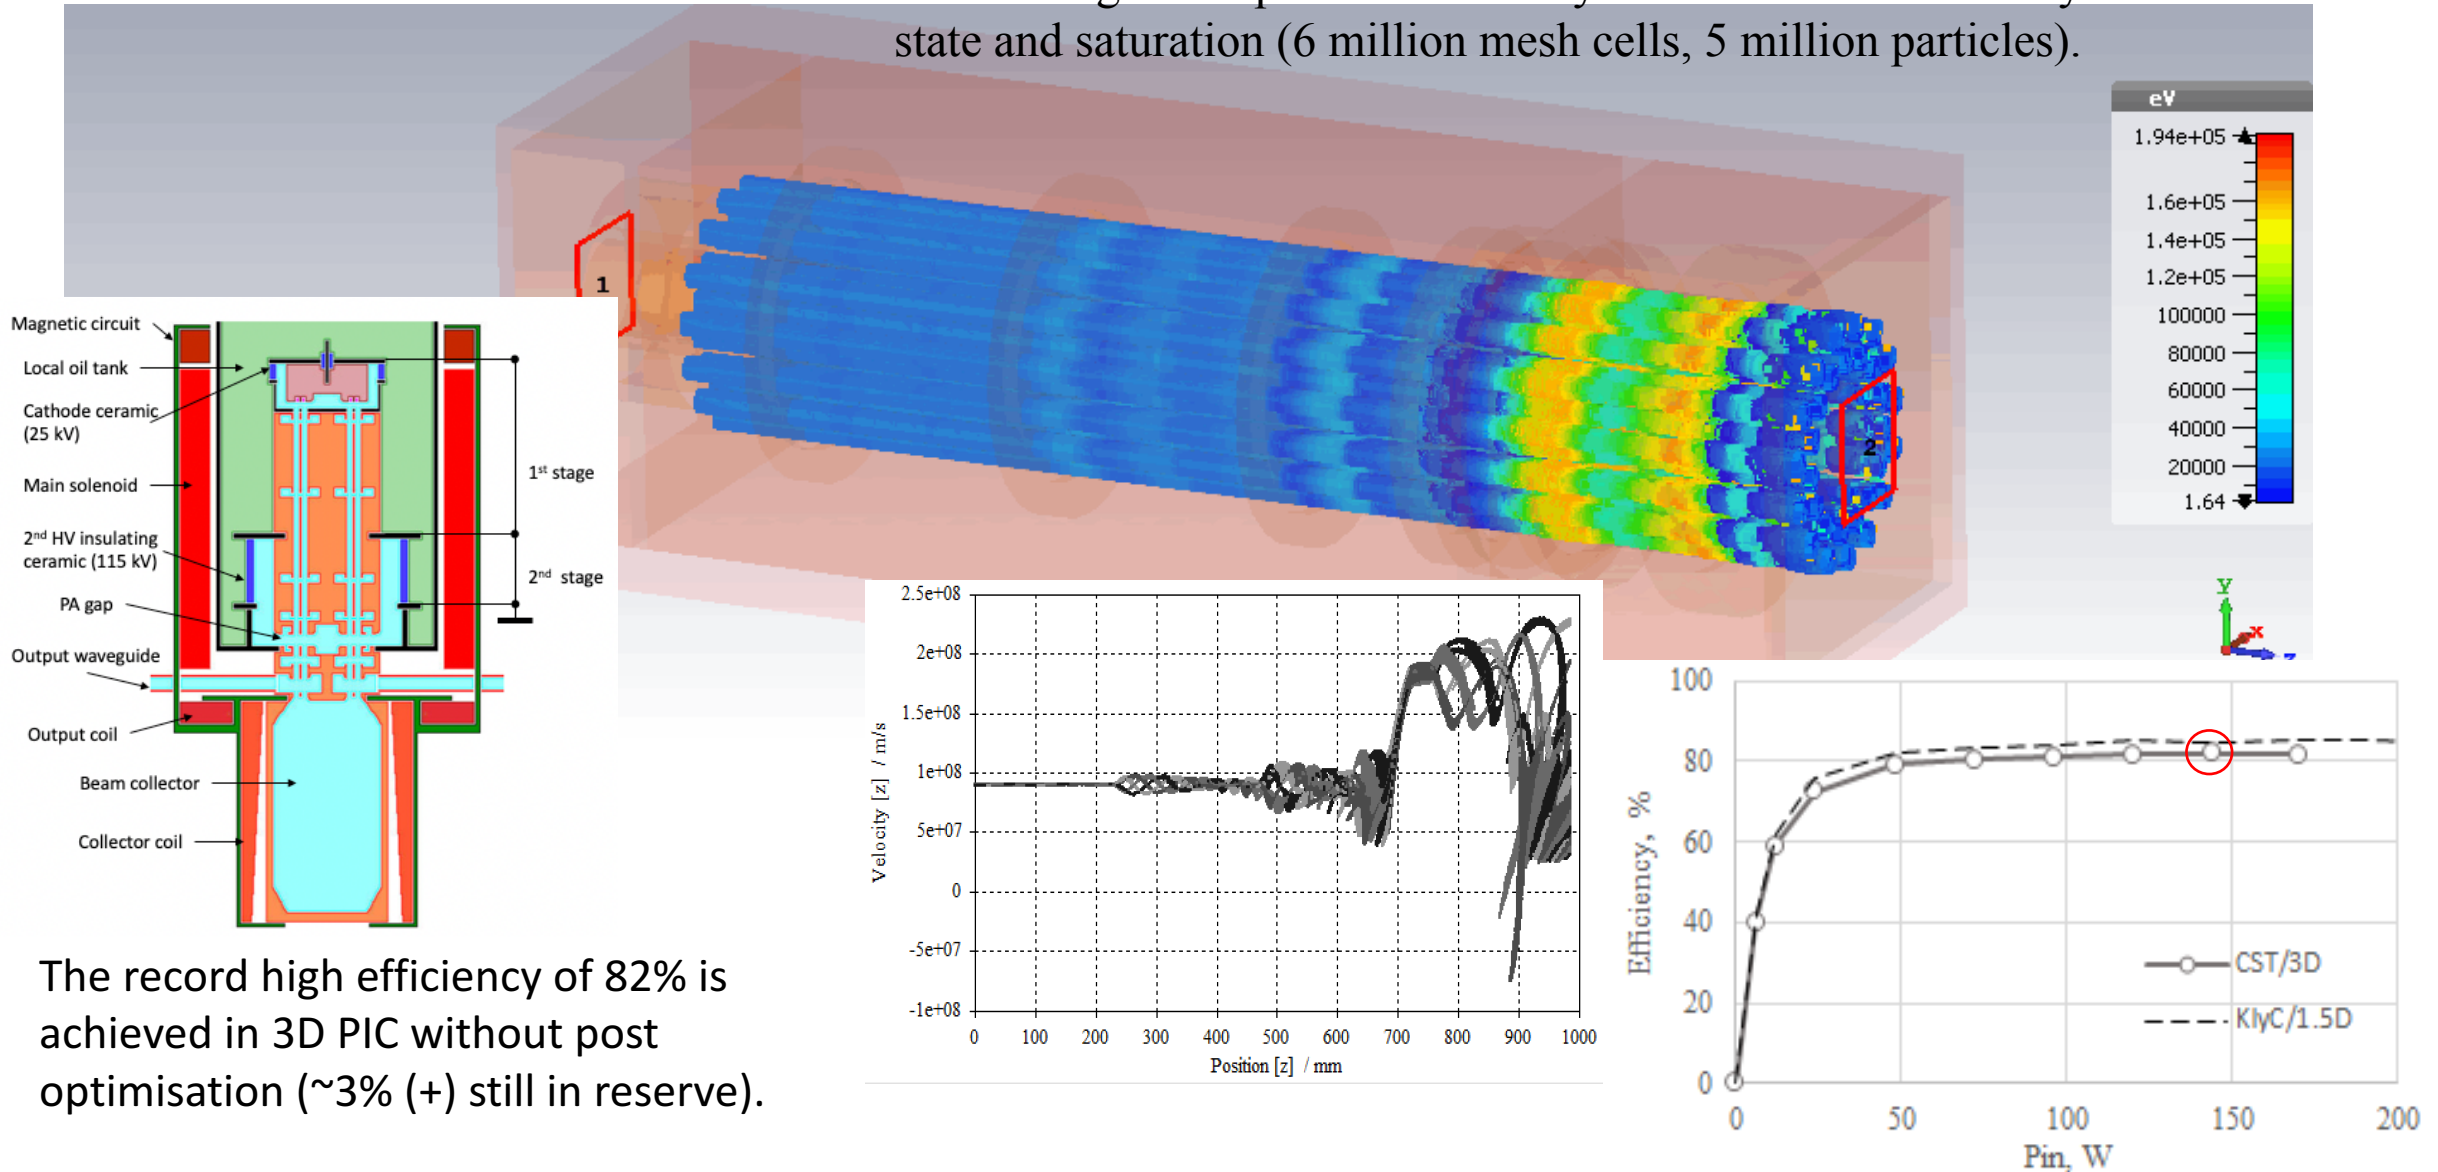 state and saturation (6 million mesh cells, 5 million particles).
eV
1.94e+05
1.6e+05
1.4e+05
1.2e+05
100000
80000
60000
40000
20000
1.64
1
2
Y
x
Magnetic circuit
Local oil tank
Cathode ceramic
(25 kV)
Main solenoid
2nd HV insulating
ceramic (115 kV)
PA gap
Output waveguide
Output coil
Beam collector
Collector coil
1st stage
2nd stage
2.5e+08
2e+08
1.5e+08
1e+08
5e+07
0
-5e+07
-1e+08
Velocity [z] / m/s
0 100 200 300 400 500 600 700 800 900 1000
Position [z] / mm
100
80
60
40
20
0
Efficiency, %
CST/3D
KlyC/1.5D
0 50 100 150 200
Pin, W
The record high efficiency of 82% is
achieved in 3D PIC without post
optimisation (~3% (+) still in reserve).